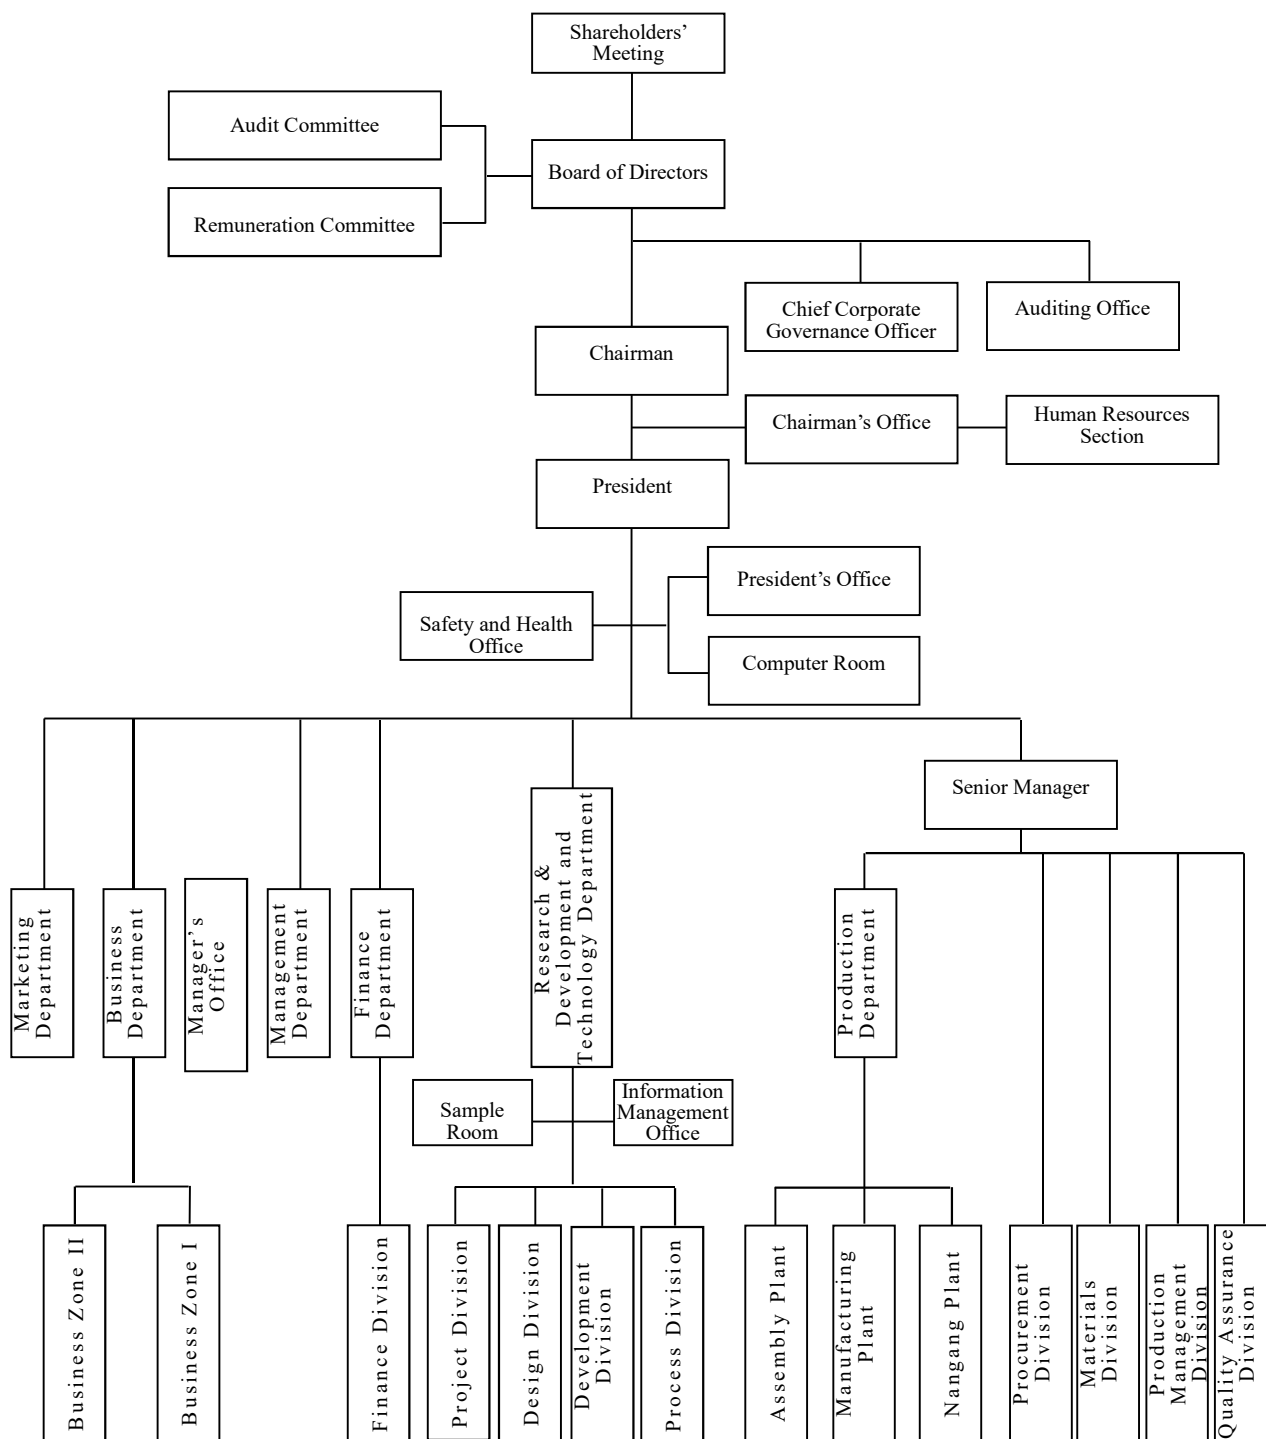 Shareholders’
Meeting
Audit Committee
Board of Directors
Remuneration Committee
Chief Corporate
Governance Officer
Auditing Office
Chairman
Chairman’s Office
Human Resources
Section
President
President’s Office
Safety and Health
Office
Computer Room
Senior Manager
Marketing
Department
Business
Department
Manager’s
Office
Management
Department
Finance
Department
Research &
Development and
Technology Department
Production
Department
Sample
Room
Information
Management
Office
Business Zone II
Business Zone I
Finance Division
Project Division
Design Division
Development
Division
Process Division
Assembly Plant
Manufacturing
Plant
Nangang Plant
Procurement
Division
Materials
Division
Production
Management
Division
Quality Assurance
Division